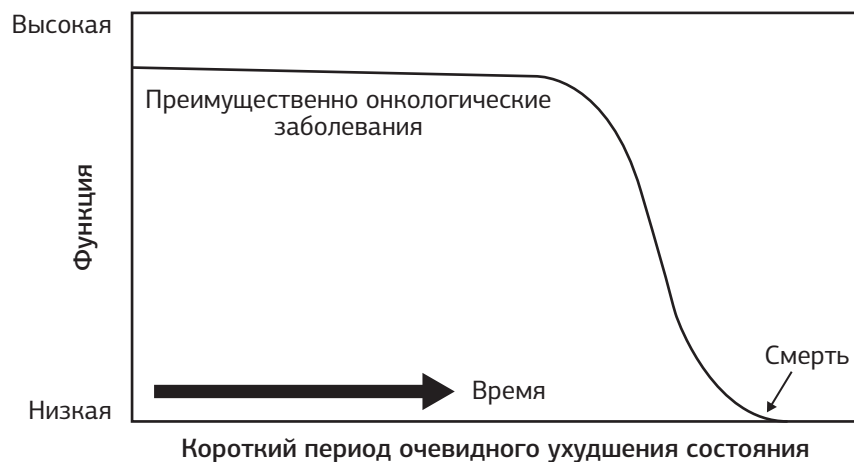 Высокая
Преимущественно онкологические
заболевания
Функция
Смерть
Время
Низкая
Короткий период очевидного ухудшения состояния